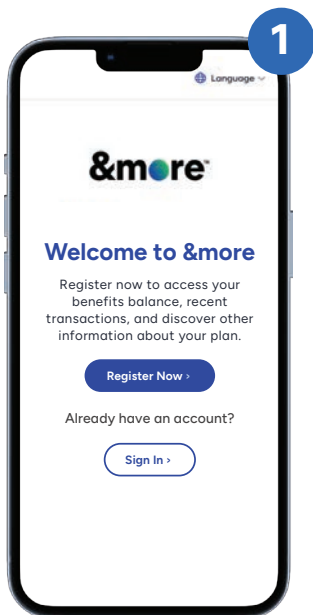 1
Language
&more™
Welcome to &more
Register now to access your
benefits balance, recent
transactions, and discover other
information about your plan.
Register Now ›
Already have an account?
Sign In ›